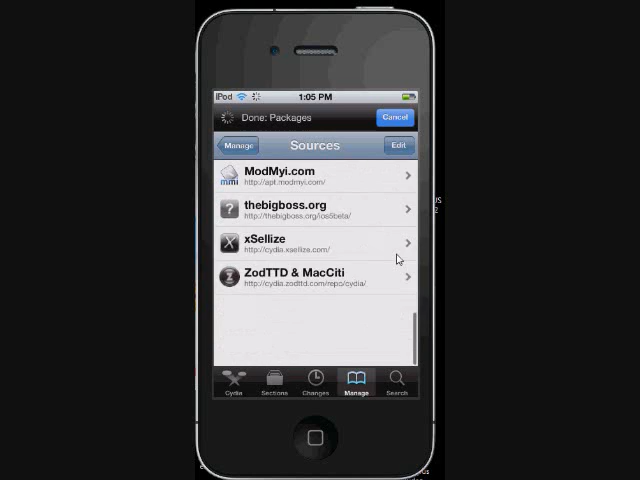 iPod 1:05 PM
Done: Packages Cancel
Manage Sources Edit
ModMyi.com
mmi http://apt.modmyi.com/
thebigboss.org
? http://thebigboss.org/ios5beta/
xSellize
X http://cydia.xsellize.com/
ZodTTD & MacCiti
Z http://cydia.zodttd.com/repo/cydia/
Cydia Sections Changes Manage Search